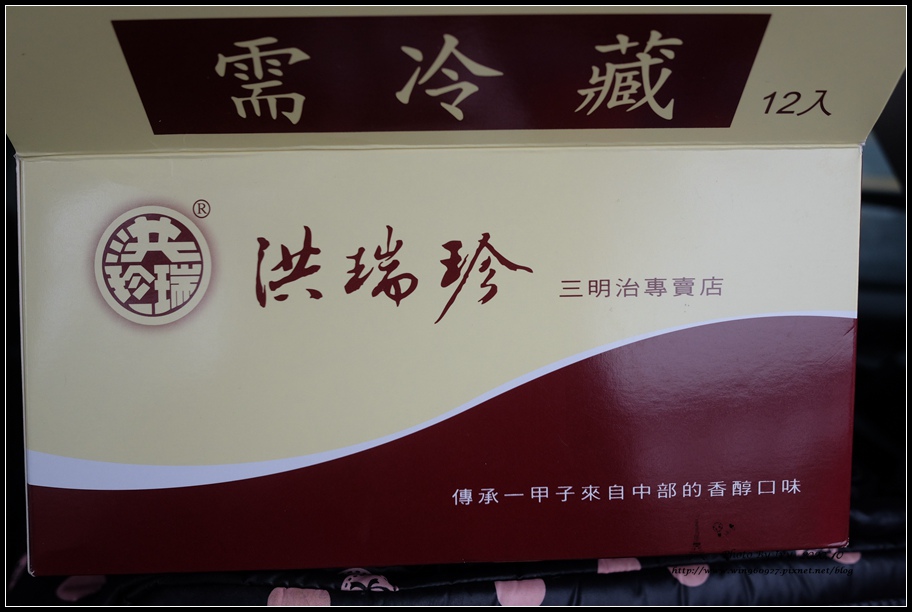 需冷藏
12入
洪瑞珍
®
洪瑞珍
三明治專賣店
傳承一甲子來自中部的香醇口味